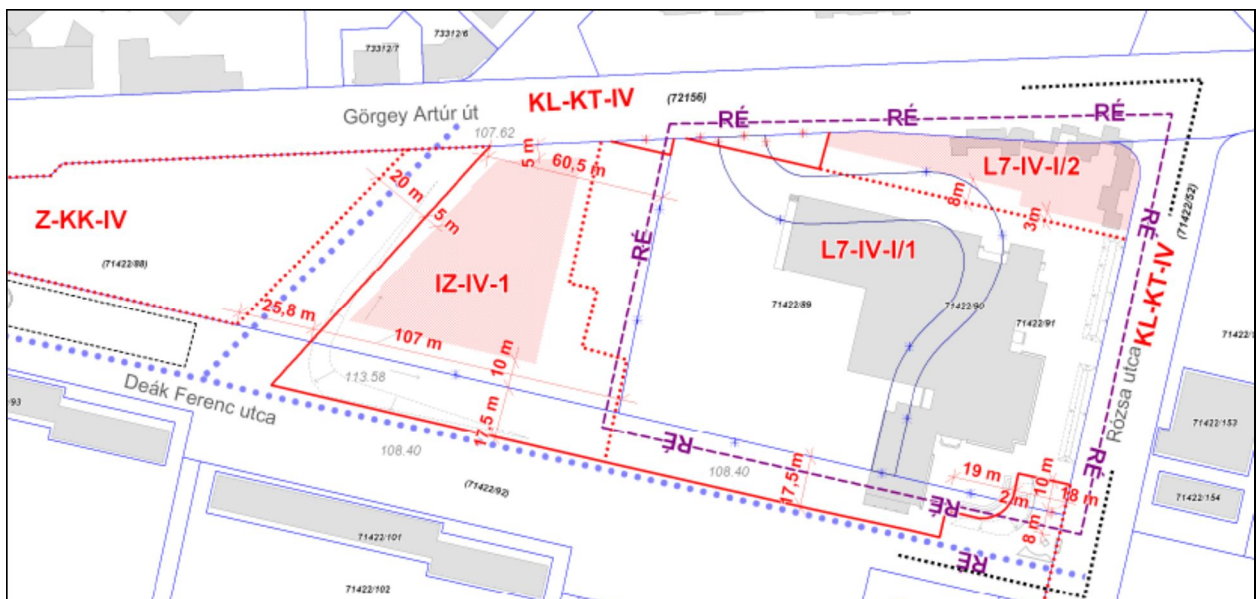 73312/6
73312/7
Görgey Artúr út
KL-KT-IV
(72156)
107.62
RÉ
RÉ
RÉ
5 m
60,5 m
L7-IV-I/2
(71422/52)
20 m
5 m
8m
3m
Z-KK-IV
RÉ
RÉ
L7-IV-I/1
KL-KT-IV
(71422/88)
IZ-IV-1
71422/89
71422/90
71422/91
25,8 m
107 m
10 m
Rózsa utca
113.58
Deák Ferenc utca
/93
17,5 m
108.40
RÉ
108.40
17,5 m
RÉ
71422/153
19 m
10 m
2 m
18 m
71422/154
(71422/92)
RÉ
8 m
71422/101
RÉ
71422/102